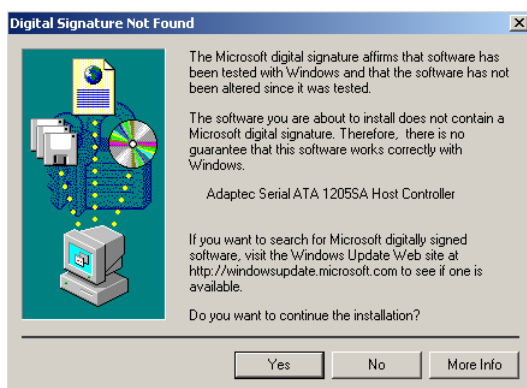 Digital Signature Not Found
The Microsoft digital signature affirms that software has
been tested with Windows and that the software has not
been altered since it was tested.
The software you are about to install does not contain a
Microsoft digital signature. Therefore, there is no
guarantee that this software works correctly with
Windows.
Adaptec Serial ATA 1205SA Host Controller
If you want to search for Microsoft digitally signed
software, visit the Windows Update Web site at
http://windowsupdate.microsoft.com to see if one is
available.
Do you want to continue the installation?
Yes
No
More Info